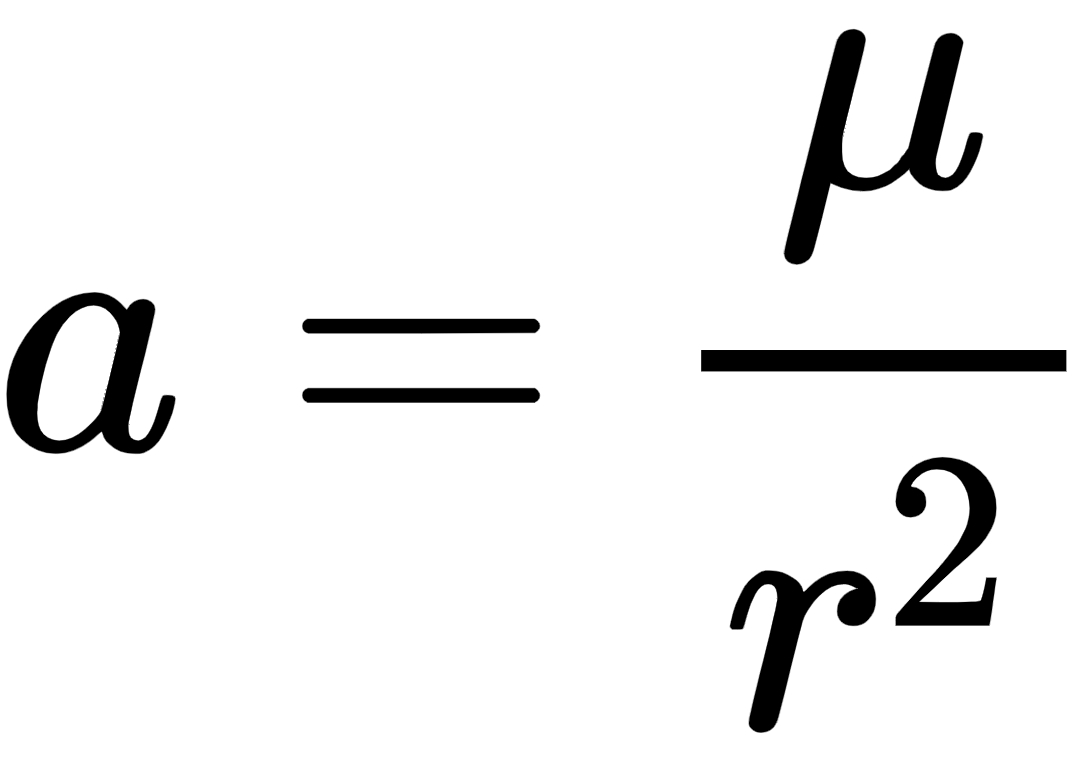 a = μ / r²